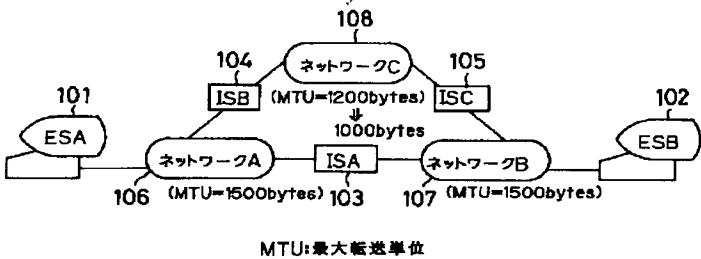 108
ネットワークC
104
105
ISB
(MTU=1200bytes)
ISC
⇓
1000bytes
101
102
ESA
ESB
ネットワークA
ISA
ネットワークB
106
(MTU=1500bytes)
103
107
(MTU=1500bytes)
MTU:最大転送単位